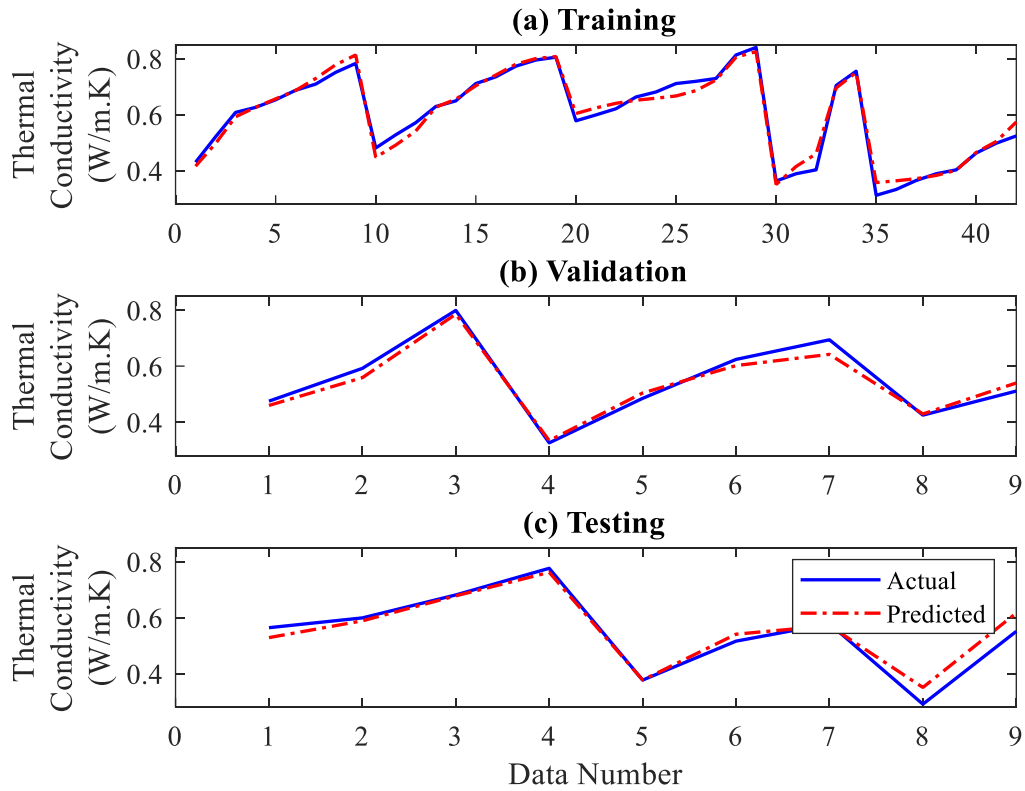 (a) Training
Thermal
Conductivity
(W/m.K)
0.8
0.6
0.4
0 5 10 15 20 25 30 35 40
(b) Validation
Thermal
Conductivity
(W/m.K)
0.8
0.6
0.4
0 1 2 3 4 5 6 7 8 9
(c) Testing
Thermal
Conductivity
(W/m.K)
0.8
0.6
0.4
Actual
Predicted
0 1 2 3 4 5 6 7 8 9
Data Number